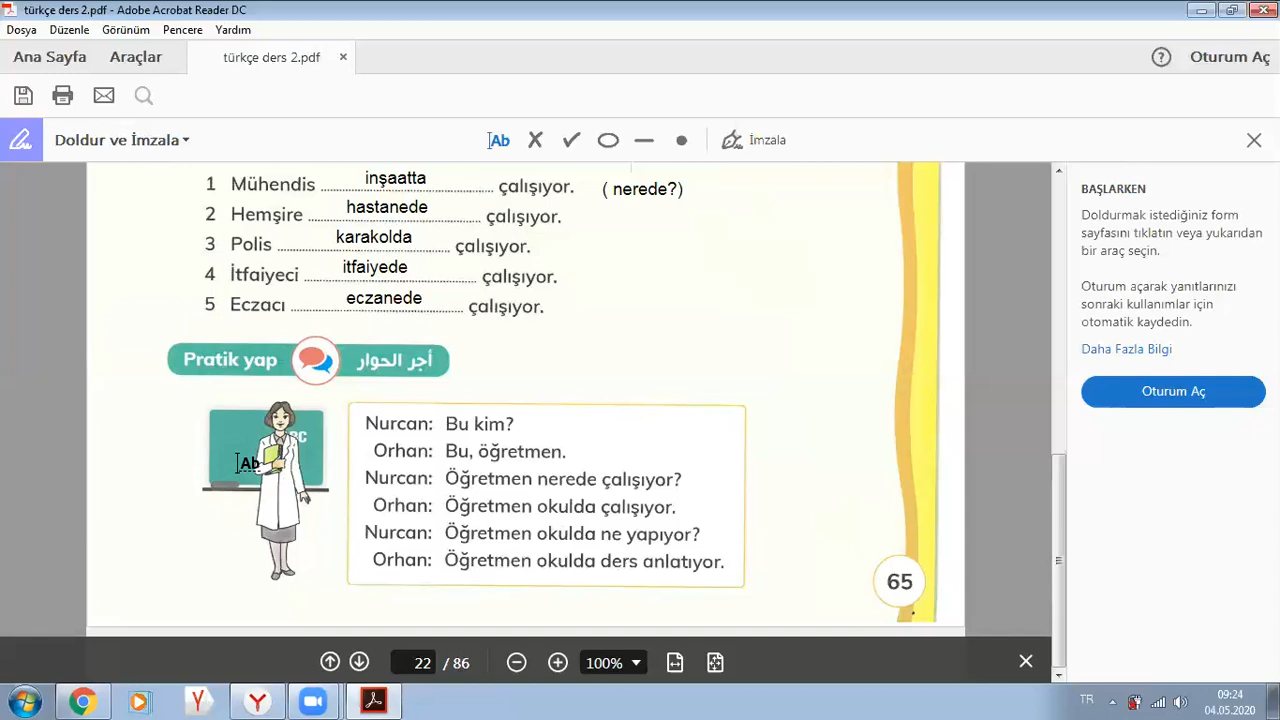 türkçe ders 2.pdf - Adobe Acrobat Reader DC
Dosya Düzenle Görünüm Pencere Yardım
Ana Sayfa Araçlar türkçe ders 2.pdf × ? Oturum Aç
Doldur ve İmzala Ab İmzala
1 Mühendis inşaatta çalışıyor. ( nerede?)
2 Hemşire hastanede çalışıyor.
3 Polis karakolda çalışıyor.
4 İtfaiyeci itfaiyede çalışıyor.
5 Eczacı eczanede çalışıyor.
Pratik yap أجر الحوار
BC
Ab
Nurcan: Bu kim?
Orhan: Bu, öğretmen.
Nurcan: Öğretmen nerede çalışıyor?
Orhan: Öğretmen okulda çalışıyor.
Nurcan: Öğretmen okulda ne yapıyor?
Orhan: Öğretmen okulda ders anlatıyor.
65
BAŞLARKEN
Doldurmak istediğiniz form
sayfasını tıklatın veya yukarıdan
bir araç seçin.
Oturum açarak yanıtlarınızı
sonraki kullanımlar için
otomatik kaydedin.
Daha Fazla Bilgi
Oturum Aç
22 / 86 100%
TR 09:24
04.05.2020